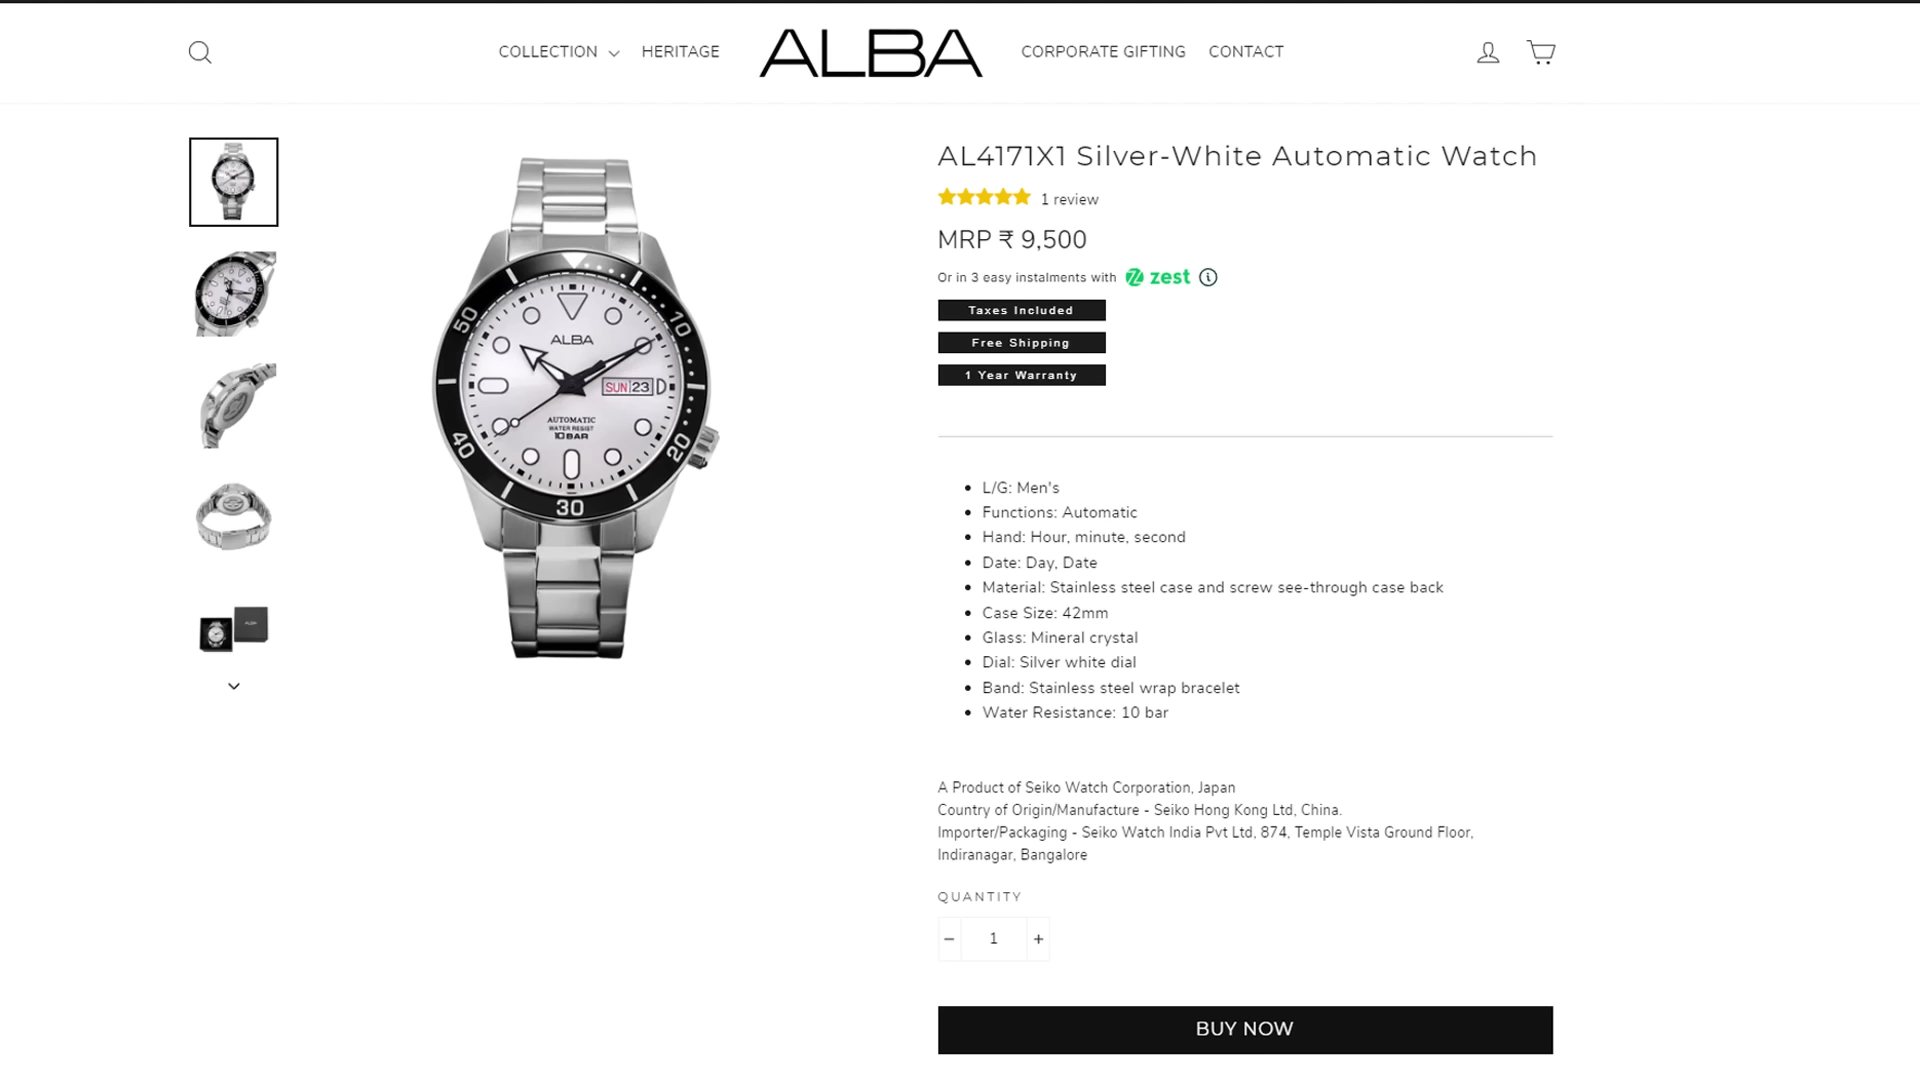 COLLECTION
HERITAGE
ALBA
CORPORATE GIFTING
CONTACT
50
10
ALBA
SUN 23
AUTOMATIC
WATER RESIST
10 BAR
40
20
30
AL4171X1 Silver-White Automatic Watch
1 review
MRP ₹ 9,500
Or in 3 easy instalments with zest
Taxes Included
Free Shipping
1 Year Warranty
L/G: Men's
Functions: Automatic
Hand: Hour, minute, second
Date: Day, Date
Material: Stainless steel case and screw see-through case back
Case Size: 42mm
Glass: Mineral crystal
Dial: Silver white dial
Band: Stainless steel wrap bracelet
Water Resistance: 10 bar
A Product of Seiko Watch Corporation, Japan
Country of Origin/Manufacture - Seiko Hong Kong Ltd, China.
Importer/Packaging - Seiko Watch India Pvt Ltd, 874, Temple Vista Ground Floor,
Indiranagar, Bangalore
QUANTITY
− 1 +
BUY NOW